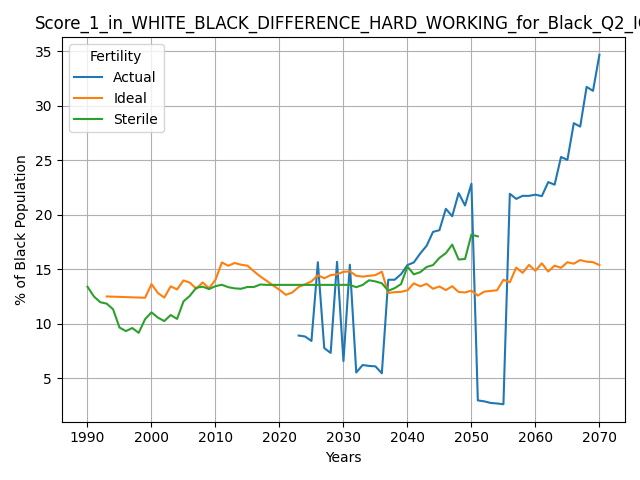 Score_1_in_WHITE_BLACK_DIFFERENCE_HARD_WORKING_for_Black_Q2_I
Fertility
Actual
Ideal
Sterile
35
30
25
20
15
10
5
% of Black Population
1990 2000 2010 2020 2030 2040 2050 2060 2070
Years